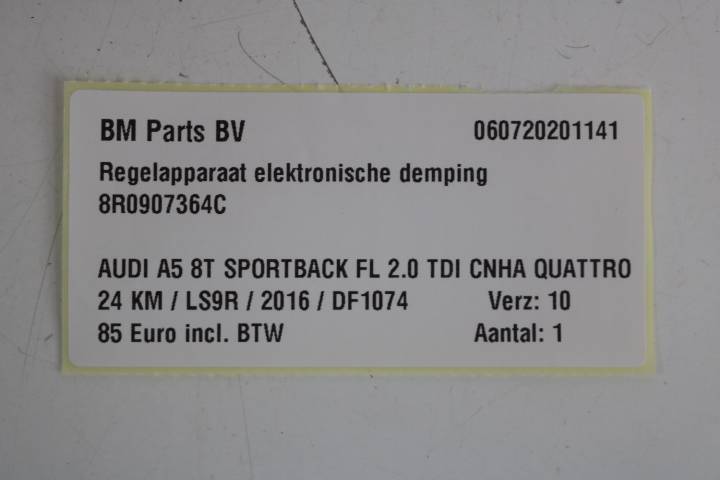 BM Parts BV 060720201141
Regelapparaat elektronische demping
8R0907364C
AUDI A5 8T SPORTBACK FL 2.0 TDI CNHA QUATTRO
24 KM / LS9R / 2016 / DF1074 Verz: 10
85 Euro incl. BTW Aantal: 1